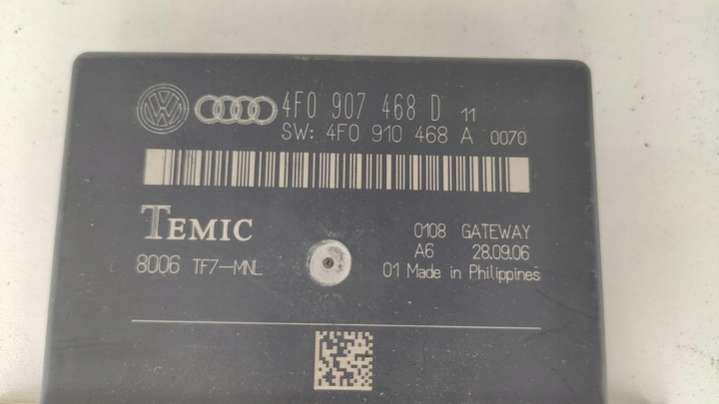 4F0 907 468 D 11
SW: 4F0 910 468 A 0070
TEMIC
8006 TF7-MNL
0108 GATEWAY
A6 28.09.06
01 Made in Philippines